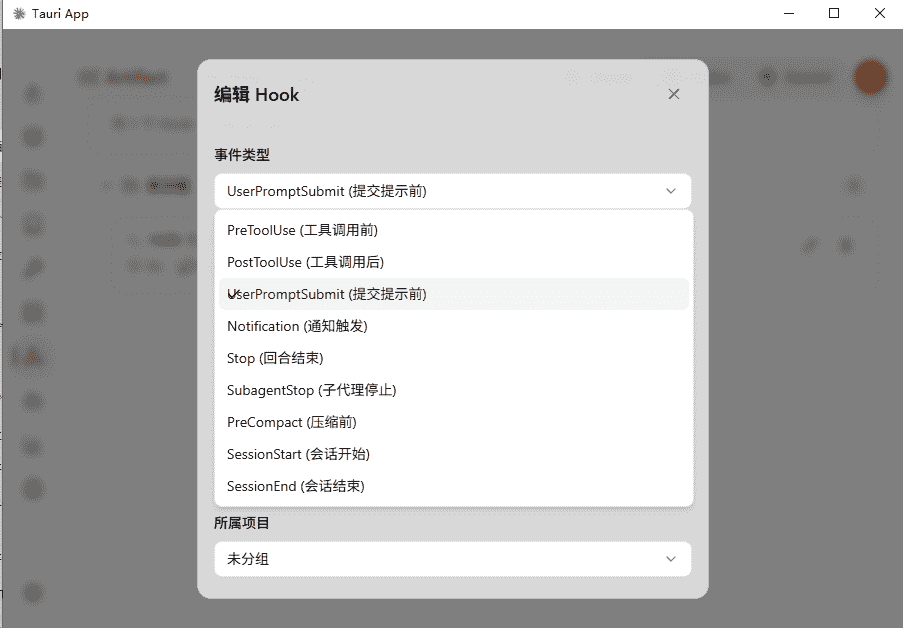 Tauri App
编辑 Hook
事件类型
UserPromptSubmit (提交提示前)
PreToolUse (工具调用前)
PostToolUse (工具调用后)
UserPromptSubmit (提交提示前)
Notification (通知触发)
Stop (回合结束)
SubagentStop (子代理停止)
PreCompact (压缩前)
SessionStart (会话开始)
SessionEnd (会话结束)
所属项目
未分组